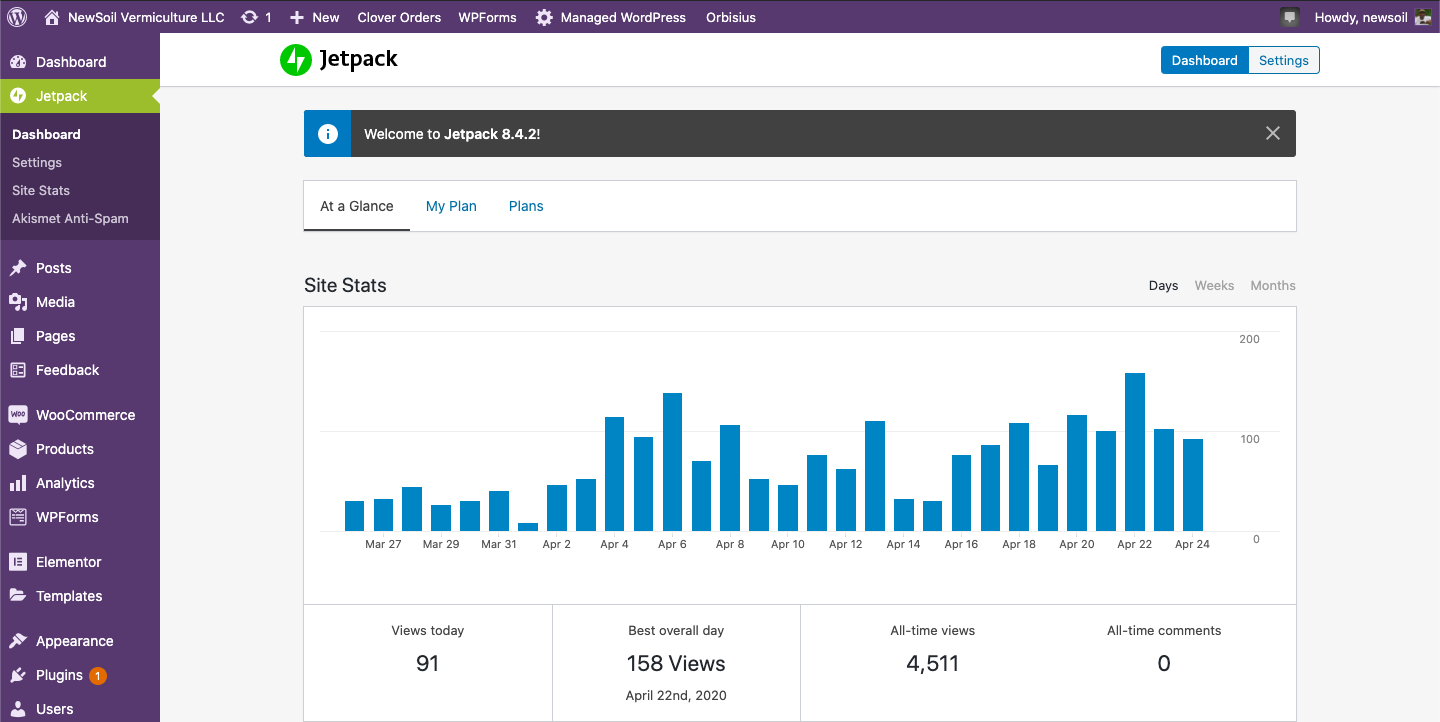 NewSoil Vermiculture LLC 1 New Clover Orders WPForms Managed WordPress Orbisius Howdy, newsoil
Dashboard
Jetpack
Dashboard
Settings
Site Stats
Akismet Anti-Spam
Posts
Media
Pages
Feedback
WooCommerce
Products
Analytics
WPForms
Elementor
Templates
Appearance
Plugins 1
Users
Jetpack
Dashboard Settings
Welcome to Jetpack 8.4.2!
At a Glance My Plan Plans
Site Stats Days Weeks Months
200
100
0
Mar 27 Mar 29 Mar 31 Apr 2 Apr 4 Apr 6 Apr 8 Apr 10 Apr 12 Apr 14 Apr 16 Apr 18 Apr 20 Apr 22 Apr 24
Views today
91
Best overall day
158 Views
April 22nd, 2020
All-time views
4,511
All-time comments
0